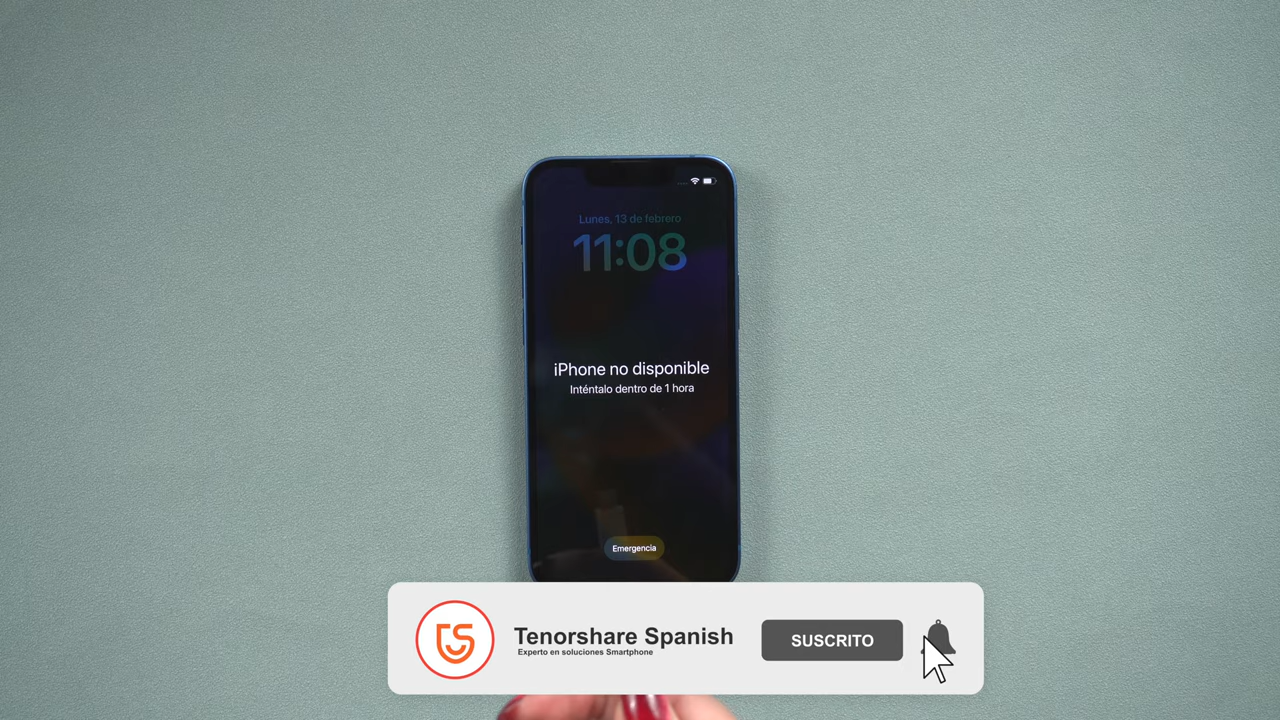 Lunes, 13 de febrero
11:08
iPhone no disponible
Inténtalo dentro de 1 hora
Emergencia
Tenorshare Spanish
Experto en soluciones Smartphone
SUSCRITO